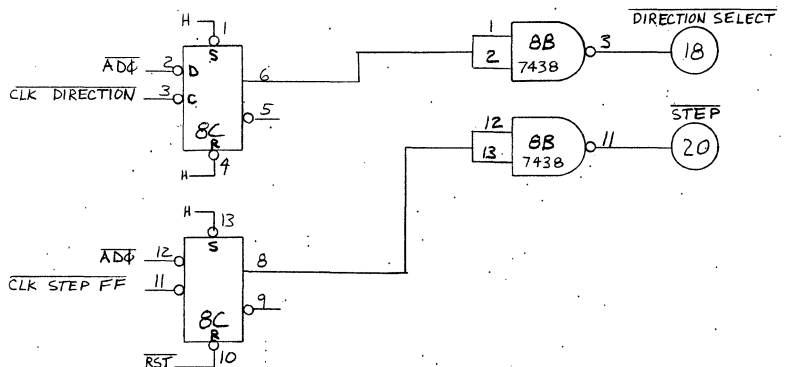 H
1
S
DIRECTION SELECT
1
8B
3
18
2
7438
AD0
2
D
6
CLK DIRECTION
3
C
5
8C
R
4
H
STEP
12
8B
11
20
13
7438
H
13
S
AD0
12
8
CLK STEP FF
11
9
8C
R
10
RST